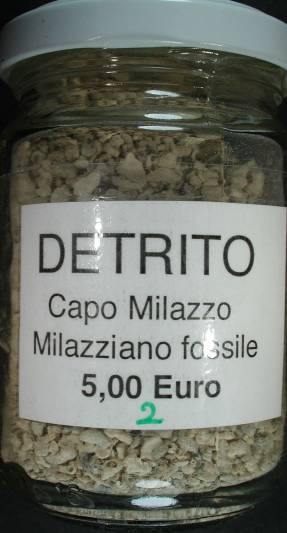 DETRITO
Capo Milazzo
Milazziano fossile
5,00 Euro
2